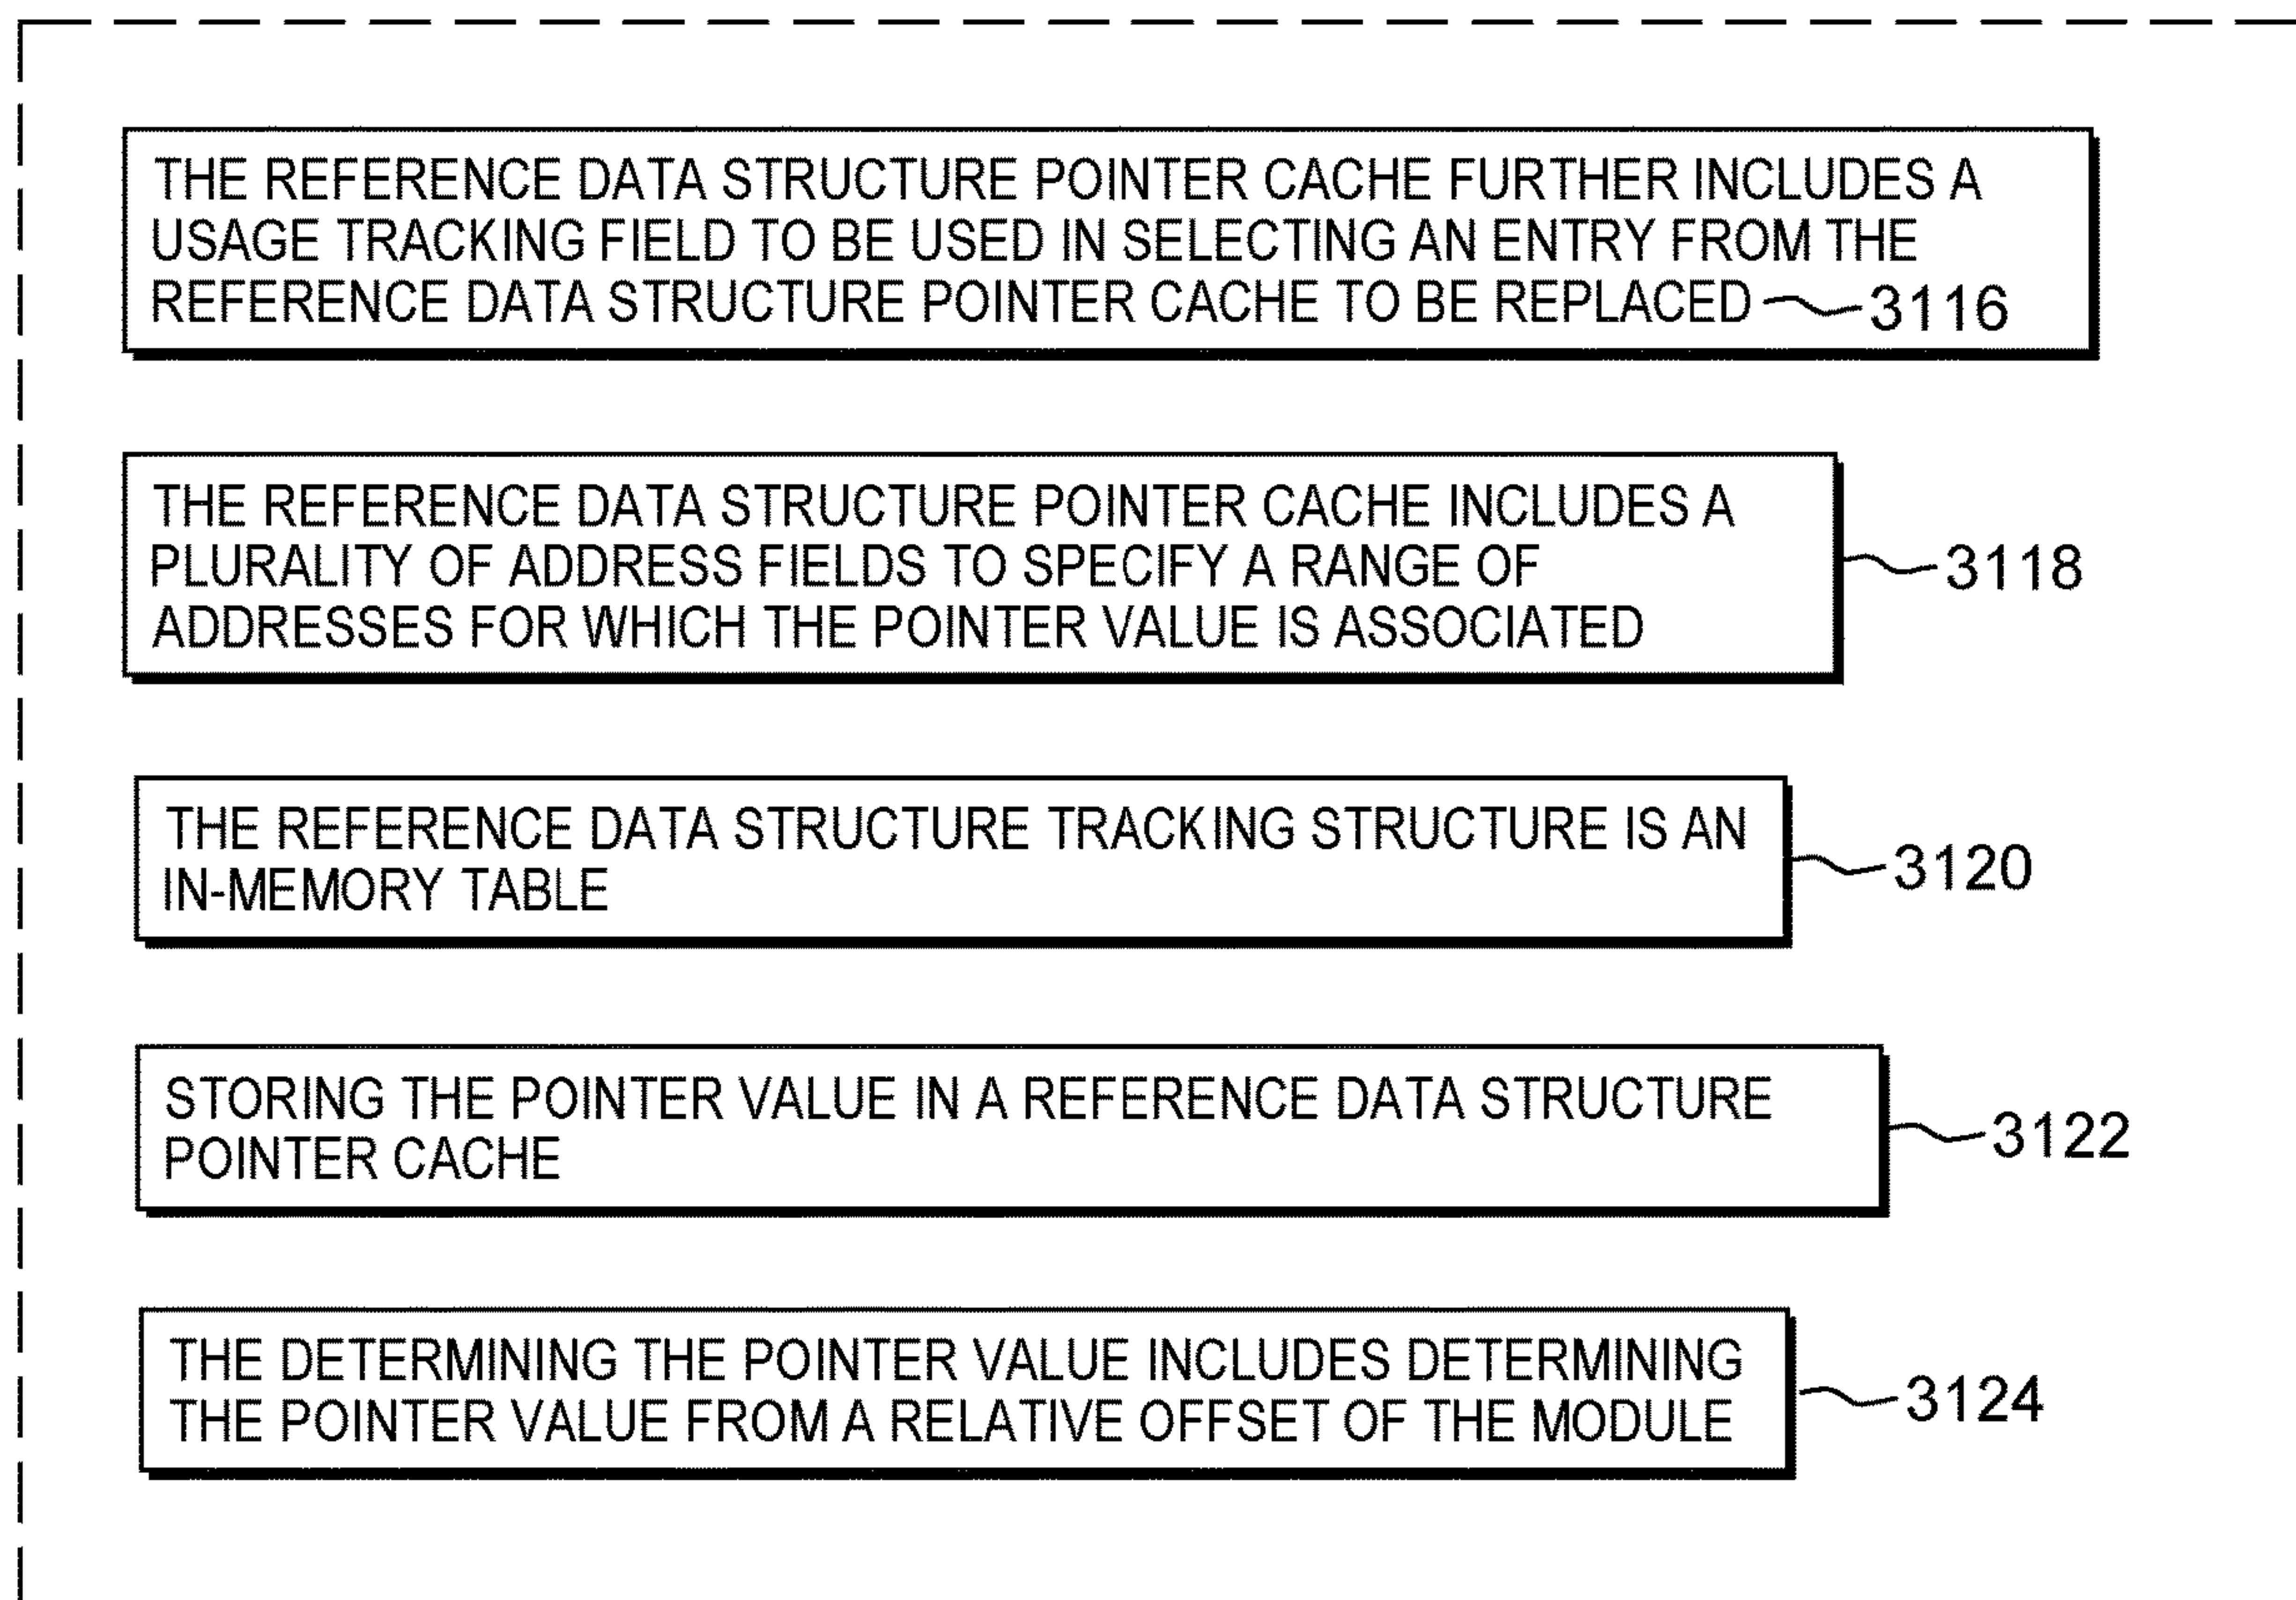 THE REFERENCE DATA STRUCTURE POINTER CACHE FURTHER INCLUDES A
USAGE TRACKING FIELD TO BE USED IN SELECTING AN ENTRY FROM THE
REFERENCE DATA STRUCTURE POINTER CACHE TO BE REPLACED 3116
THE REFERENCE DATA STRUCTURE POINTER CACHE INCLUDES A
PLURALITY OF ADDRESS FIELDS TO SPECIFY A RANGE OF
ADDRESSES FOR WHICH THE POINTER VALUE IS ASSOCIATED
3118
THE REFERENCE DATA STRUCTURE TRACKING STRUCTURE IS AN
IN-MEMORY TABLE
3120
STORING THE POINTER VALUE IN A REFERENCE DATA STRUCTURE
POINTER CACHE
3122
THE DETERMINING THE POINTER VALUE INCLUDES DETERMINING
THE POINTER VALUE FROM A RELATIVE OFFSET OF THE MODULE
3124